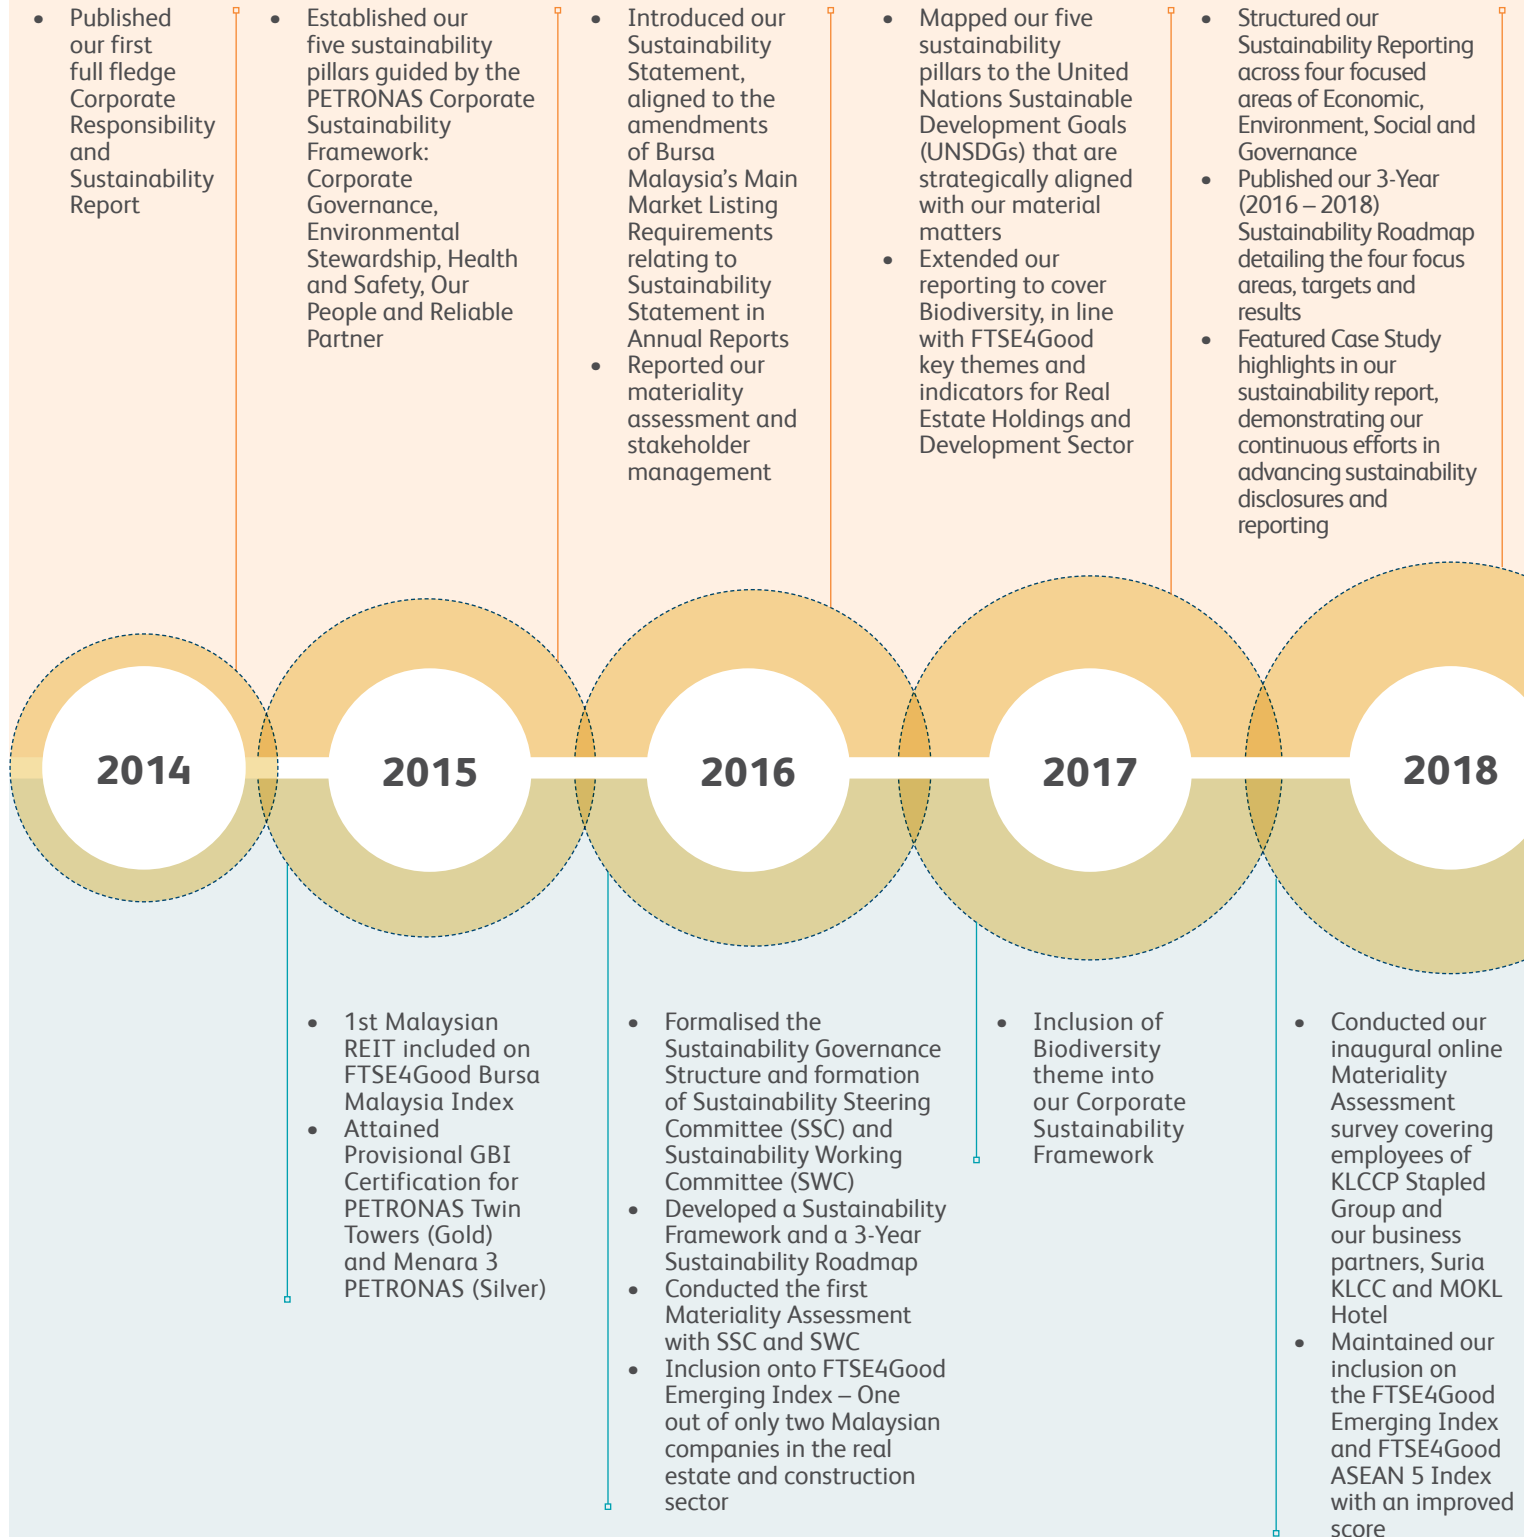 • Published
our first
full fledge
Corporate
Responsibility
and
Sustainability
Report
• Established our
five sustainability
pillars guided by the
PETRONAS Corporate
Sustainability
Framework:
Corporate
Governance,
Environmental
Stewardship, Health
and Safety, Our
People and Reliable
Partner
• Introduced our
Sustainability
Statement,
aligned to the
amendments
of Bursa
Malaysia's Main
Market Listing
Requirements
relating to
Sustainability
Statement in
Annual Reports
• Reported our
materiality
assessment and
stakeholder
management
• Mapped our five
sustainability
pillars to the United
Nations Sustainable
Development Goals
(UNSDGs) that are
strategically aligned
with our material
matters
• Extended our
reporting to cover
Biodiversity, in line
with FTSE4Good
key themes and
indicators for Real
Estate Holdings and
Development Sector
• Structured our
Sustainability Reporting
across four focused
areas of Economic,
Environment, Social and
Governance
• Published our 3-Year
(2016 – 2018)
Sustainability Roadmap
detailing the four focus
areas, targets and
results
• Featured Case Study
highlights in our
sustainability report,
demonstrating our
continuous efforts in
advancing sustainability
disclosures and
reporting
2014
2015
2016
2017
2018
• 1st Malaysian
REIT included on
FTSE4Good Bursa
Malaysia Index
• Attained
Provisional GBI
Certification for
PETRONAS Twin
Towers (Gold)
and Menara 3
PETRONAS (Silver)
• Formalised the
Sustainability Governance
Structure and formation
of Sustainability Steering
Committee (SSC) and
Sustainability Working
Committee (SWC)
• Developed a Sustainability
Framework and a 3-Year
Sustainability Roadmap
• Conducted the first
Materiality Assessment
with SSC and SWC
• Inclusion onto FTSE4Good
Emerging Index – One
out of only two Malaysian
companies in the real
estate and construction
sector
• Inclusion of
Biodiversity
theme into
our Corporate
Sustainability
Framework
• Conducted our
inaugural online
Materiality
Assessment
survey covering
employees of
KLCCP Stapled
Group and
our business
partners, Suria
KLCC and MOKL
Hotel
• Maintained our
inclusion on
the FTSE4Good
Emerging Index
and FTSE4Good
ASEAN 5 Index
with an improved
score